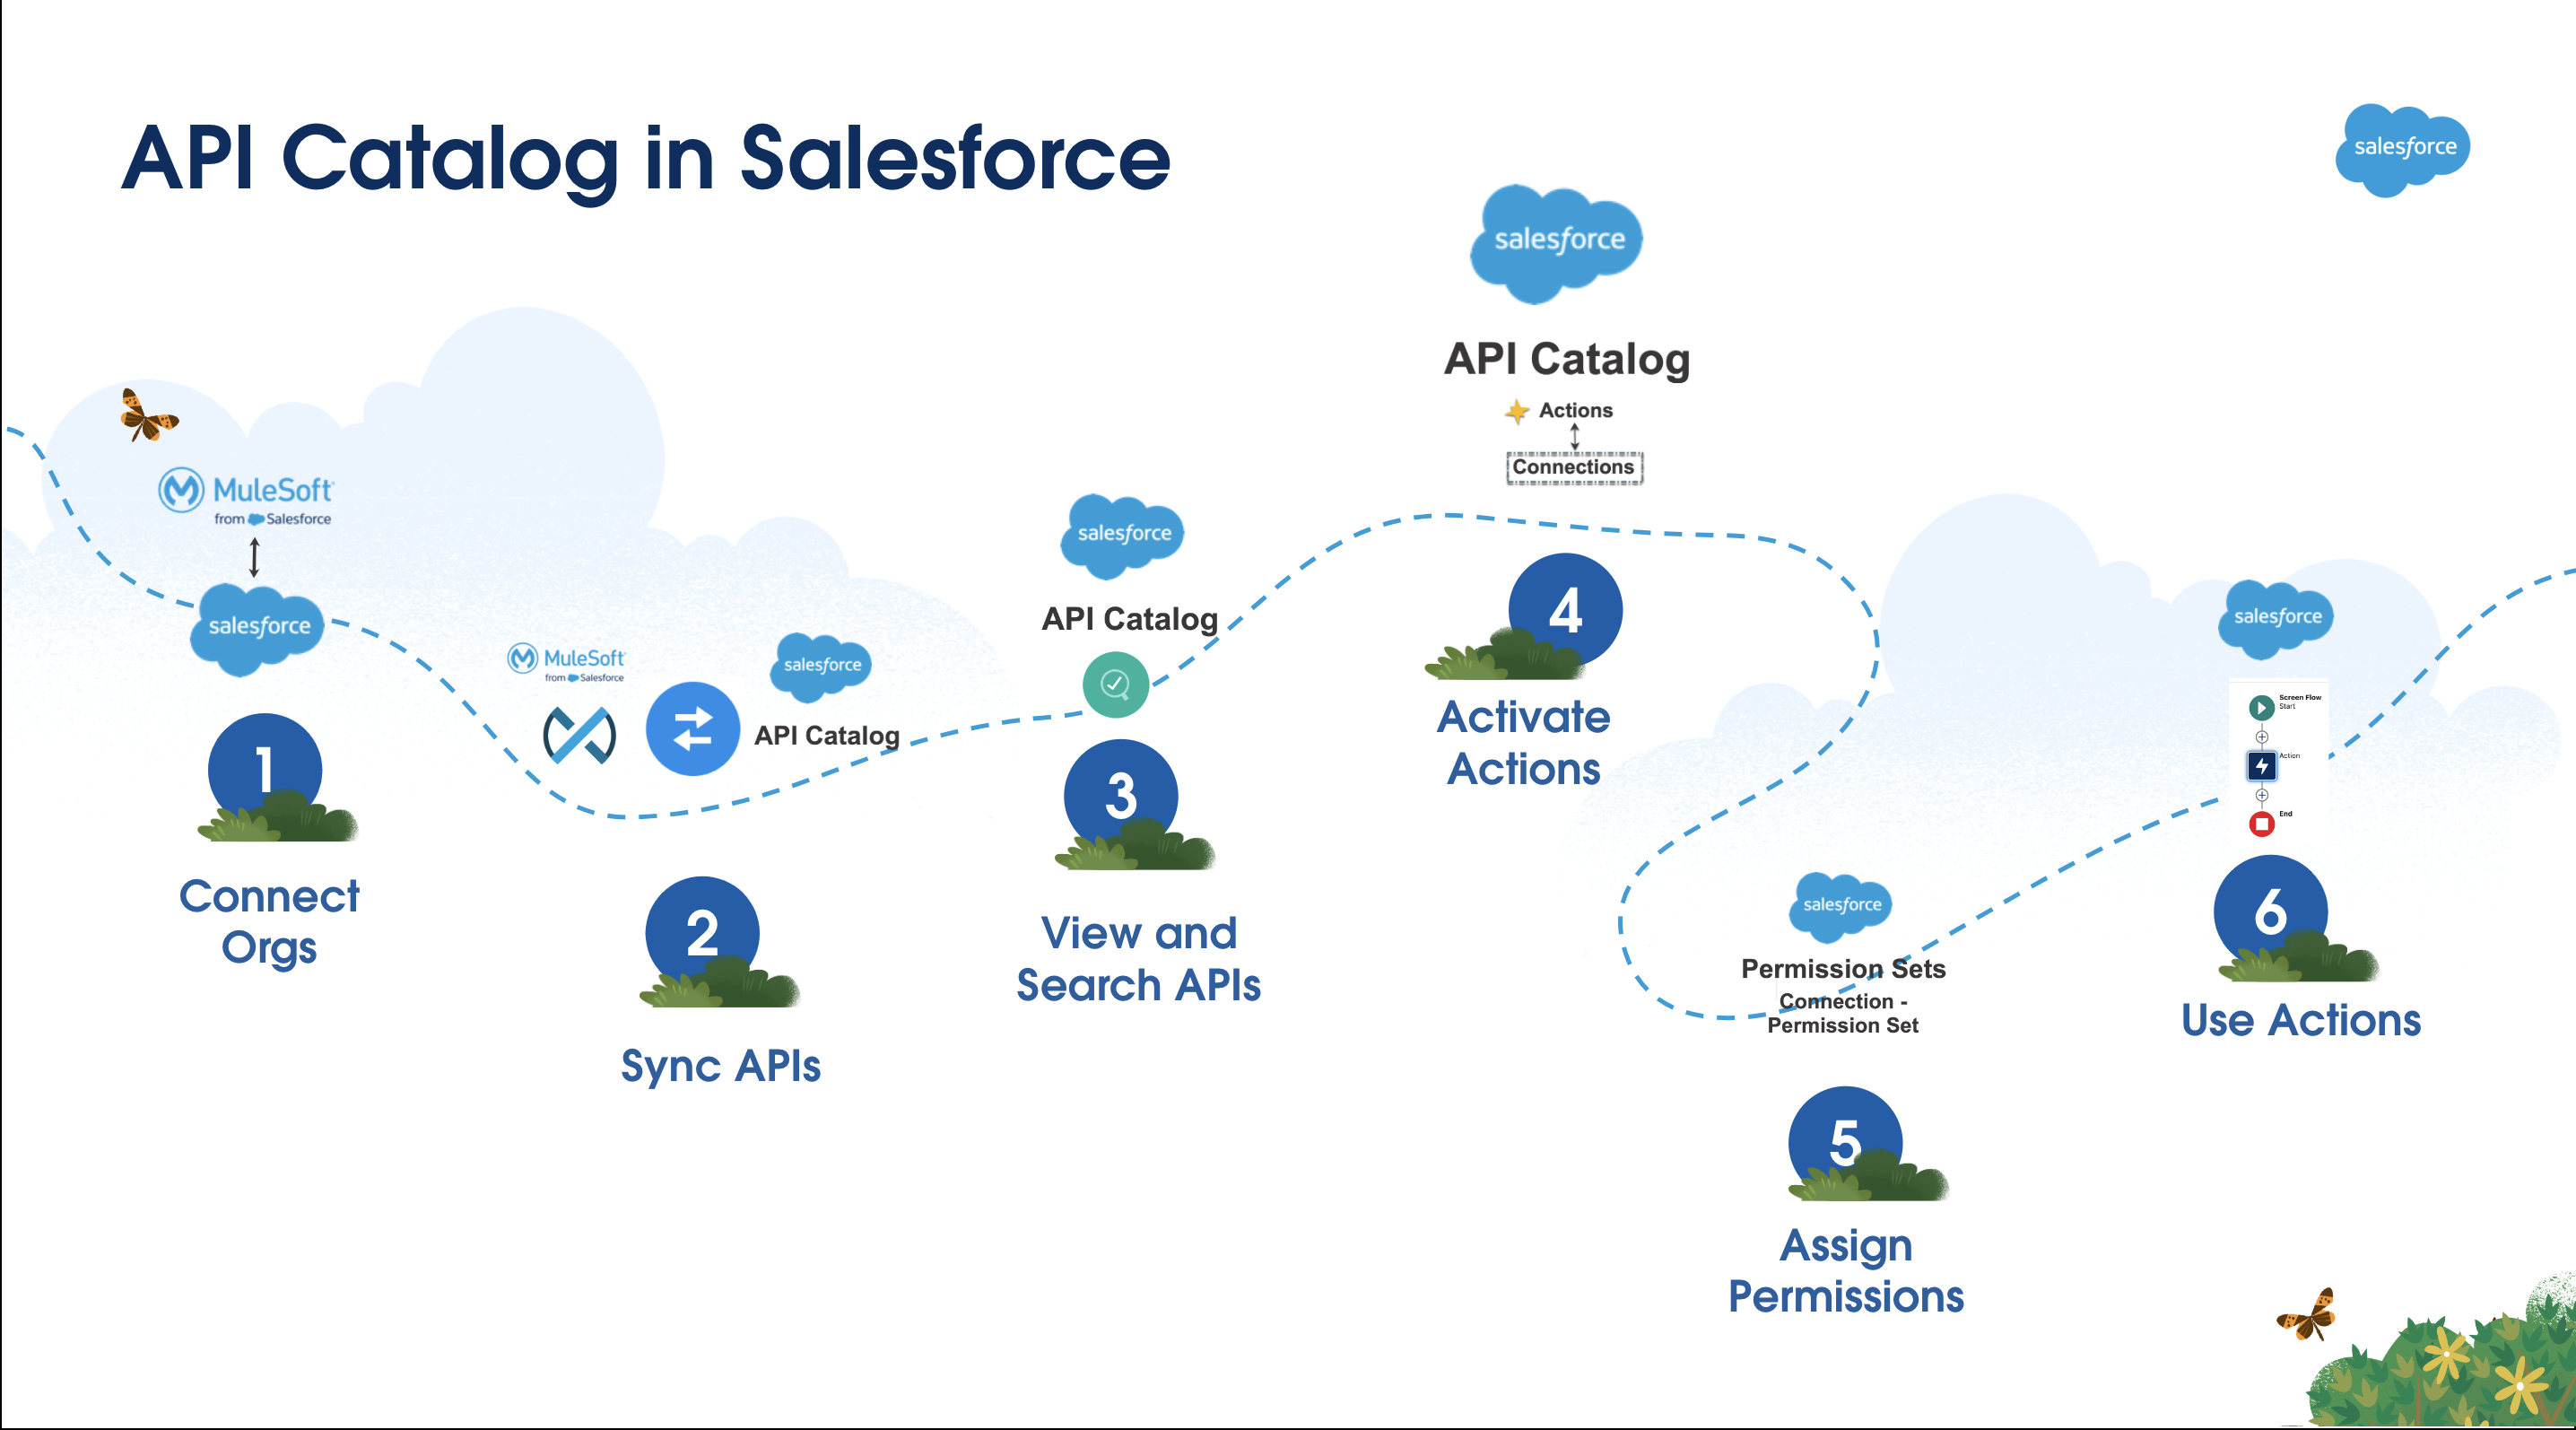 API Catalog in Salesforce
salesforce
MuleSoft
from Salesforce
salesforce
1
Connect
Orgs
MuleSoft
from Salesforce
salesforce
API Catalog
2
Sync APIs
salesforce
API Catalog
3
View and
Search APIs
salesforce
API Catalog
Actions
Connections
4
Activate
Actions
salesforce
Permission Sets
Connection -
Permission Set
5
Assign
Permissions
salesforce
Screen Flow
Start
Action
End
6
Use Actions